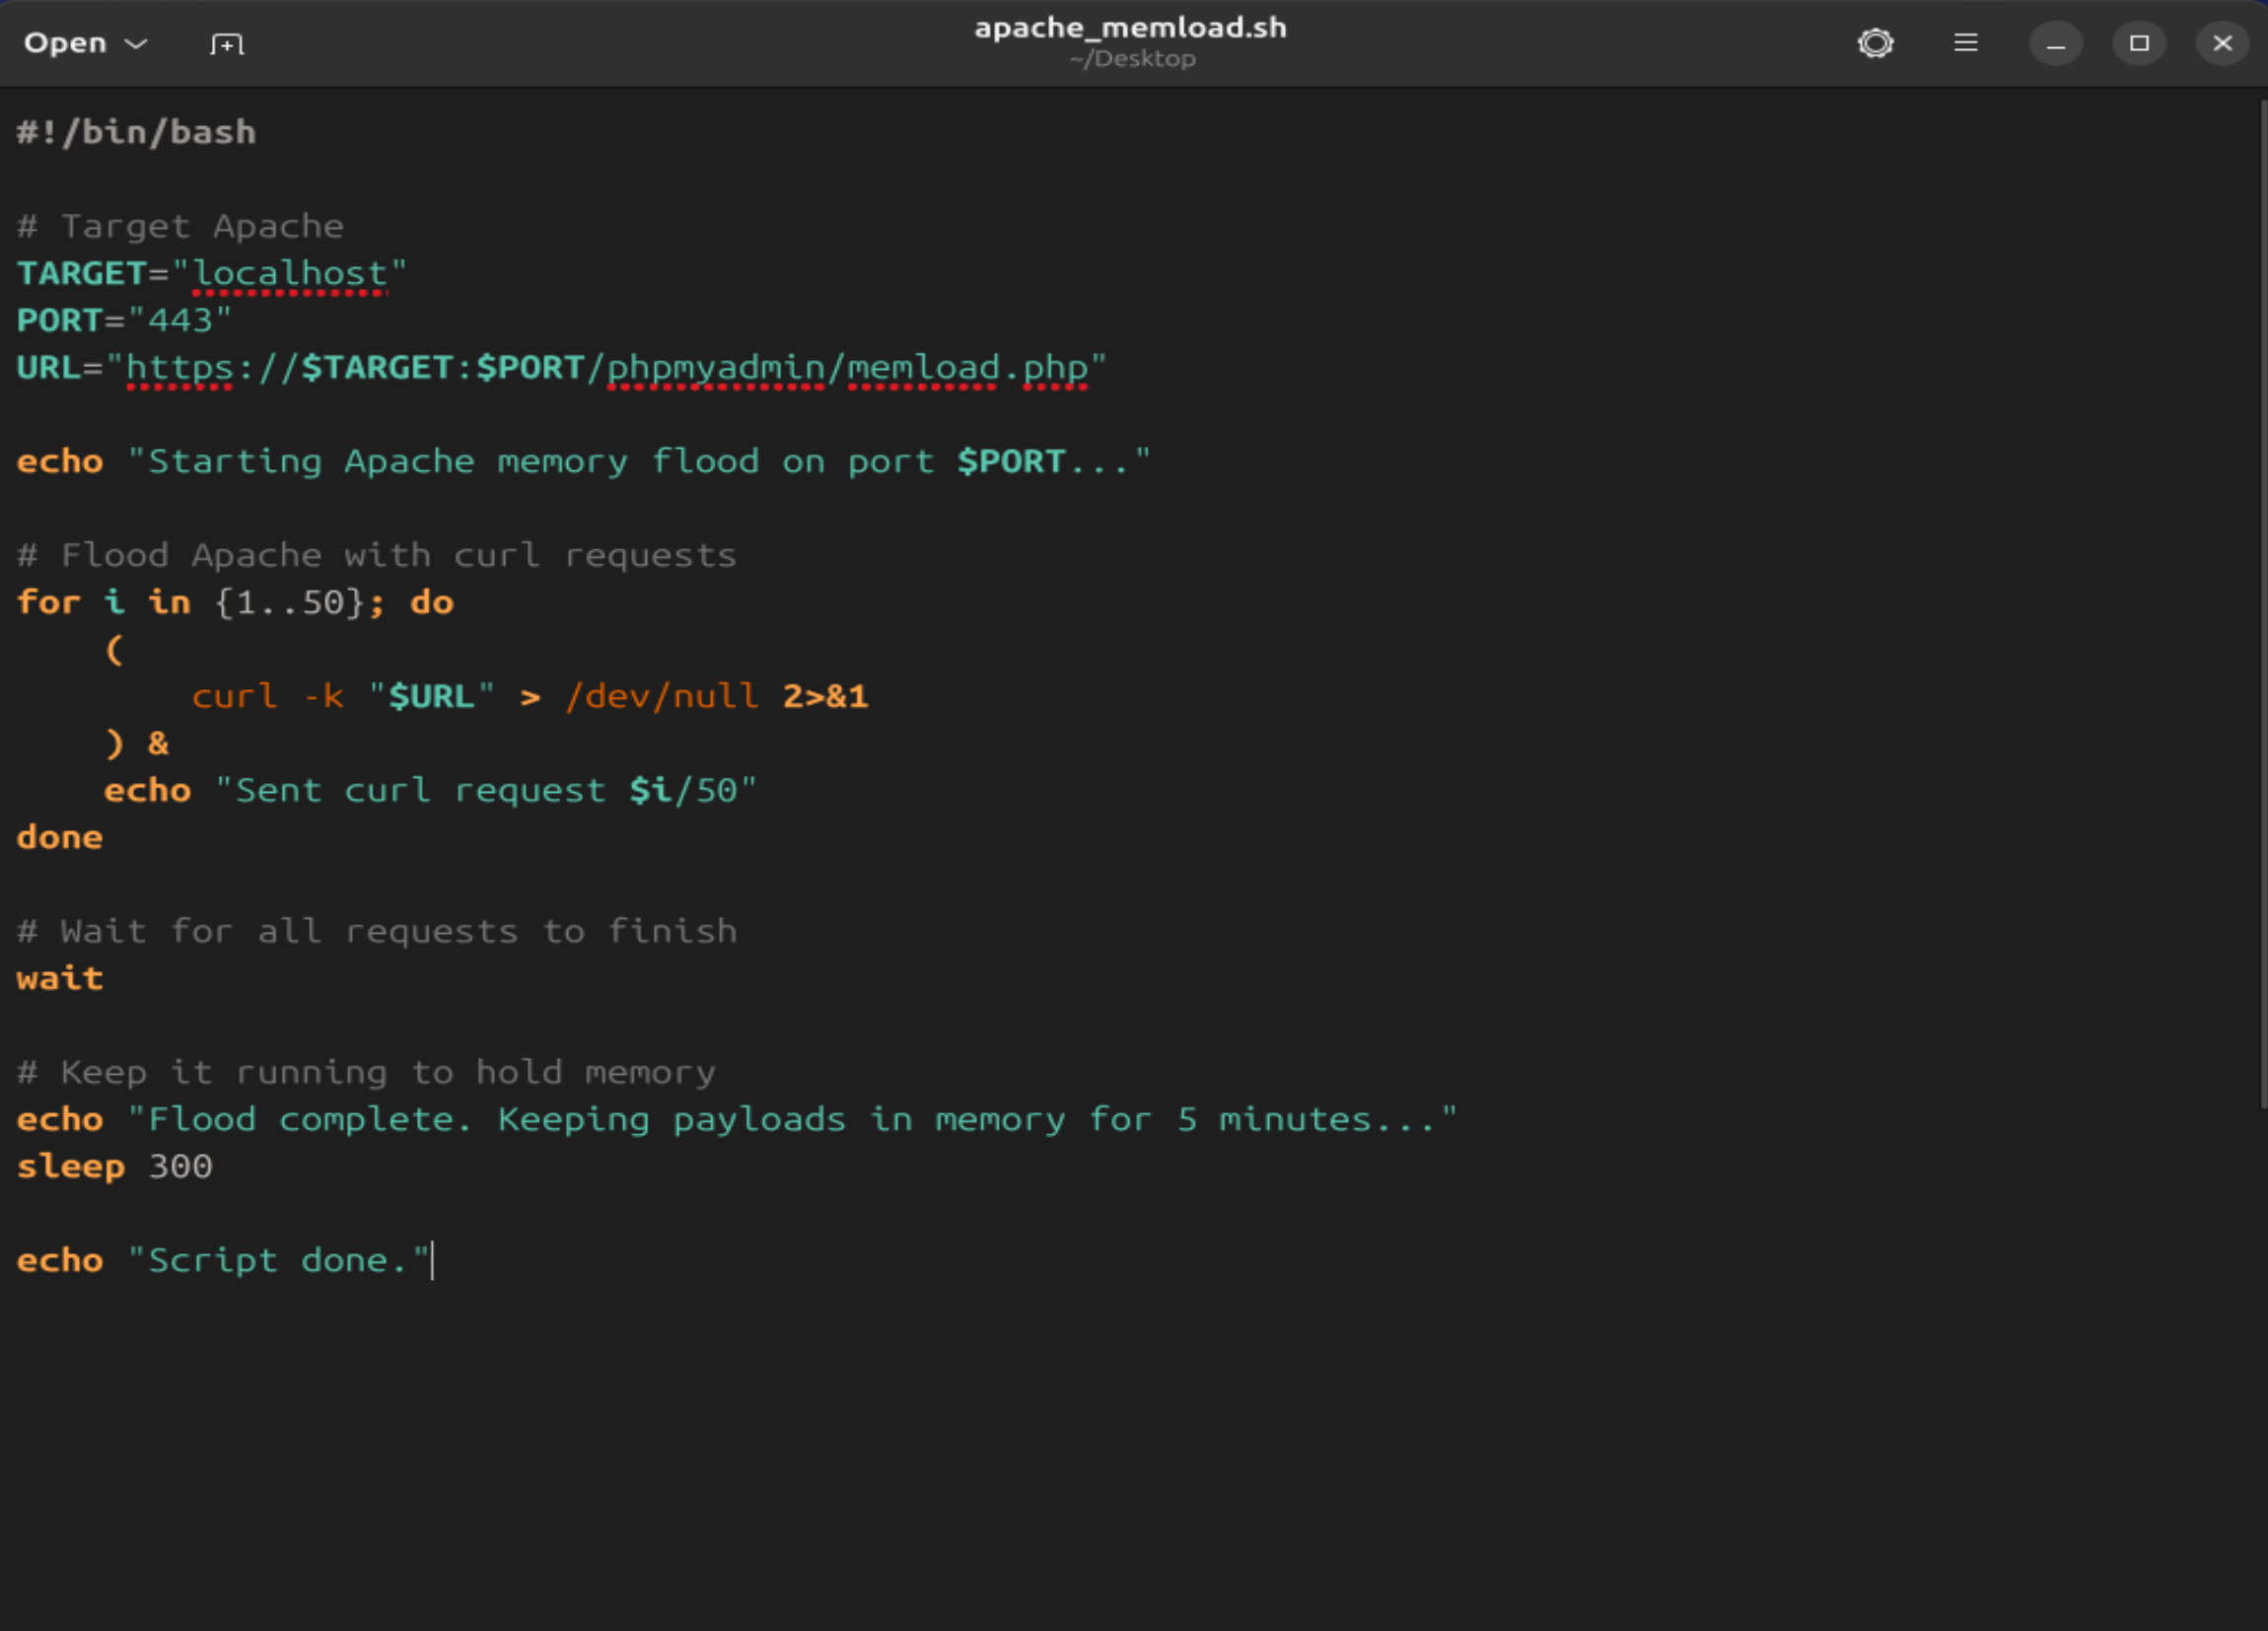 Open
apache_memload.sh
~/Desktop
#!/bin/bash
# Target Apache
TARGET="localhost"
PORT="443"
URL="https://$TARGET:$PORT/phpmyadmin/memload.php"
echo "Starting Apache memory flood on port $PORT..."
# Flood Apache with curl requests
for i in {1..50}; do
    (
        curl -k "$URL" > /dev/null 2>&1
    ) &
    echo "Sent curl request $i/50"
done
# Wait for all requests to finish
wait
# Keep it running to hold memory
echo "Flood complete. Keeping payloads in memory for 5 minutes..."
sleep 300
echo "Script done."